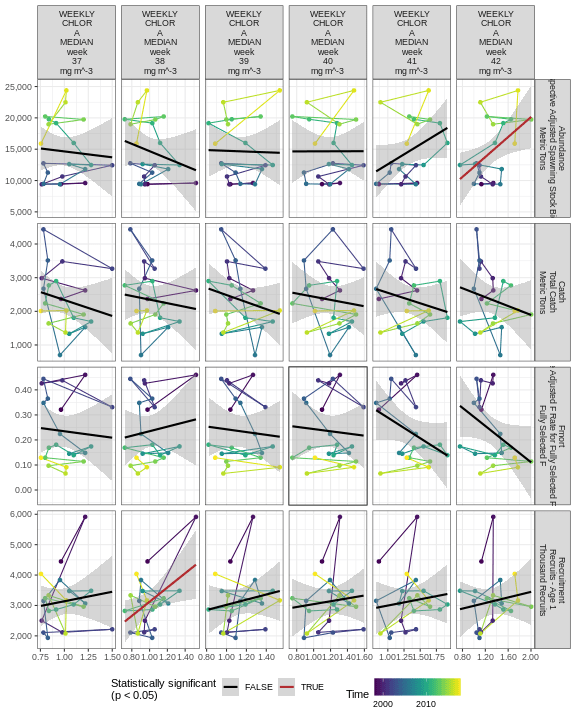 WEEKLY
CHLOR
A
MEDIAN
week
37
mg m^-3
WEEKLY
CHLOR
A
MEDIAN
week
38
mg m^-3
WEEKLY
CHLOR
A
MEDIAN
week
39
mg m^-3
WEEKLY
CHLOR
A
MEDIAN
week
40
mg m^-3
WEEKLY
CHLOR
A
MEDIAN
week
41
mg m^-3
WEEKLY
CHLOR
A
MEDIAN
week
42
mg m^-3
25,000
20,000
15,000
10,000
5,000
Abundance
Adjusted Spawning Stock
Metric Tons
4,000
3,000
2,000
1,000
Catch
Total Catch
Metric Tons
0.40
0.30
0.20
0.10
0.00
Fmort
Adjusted F Rate for Fully Selected
Fully Selected F
6,000
5,000
4,000
3,000
2,000
Recruitment
Recruits - Age 1
Thousand Recruits
0.75 1.00 1.25 1.50
0.80 1.00 1.20 1.40
0.80 1.00 1.20 1.40
0.80 1.00 1.20 1.40 1.60
1.00 1.25 1.50 1.75
0.80 1.20 1.60 2.00
Statistically significant
(p < 0.05)
FALSE
TRUE
Time
2000 2010